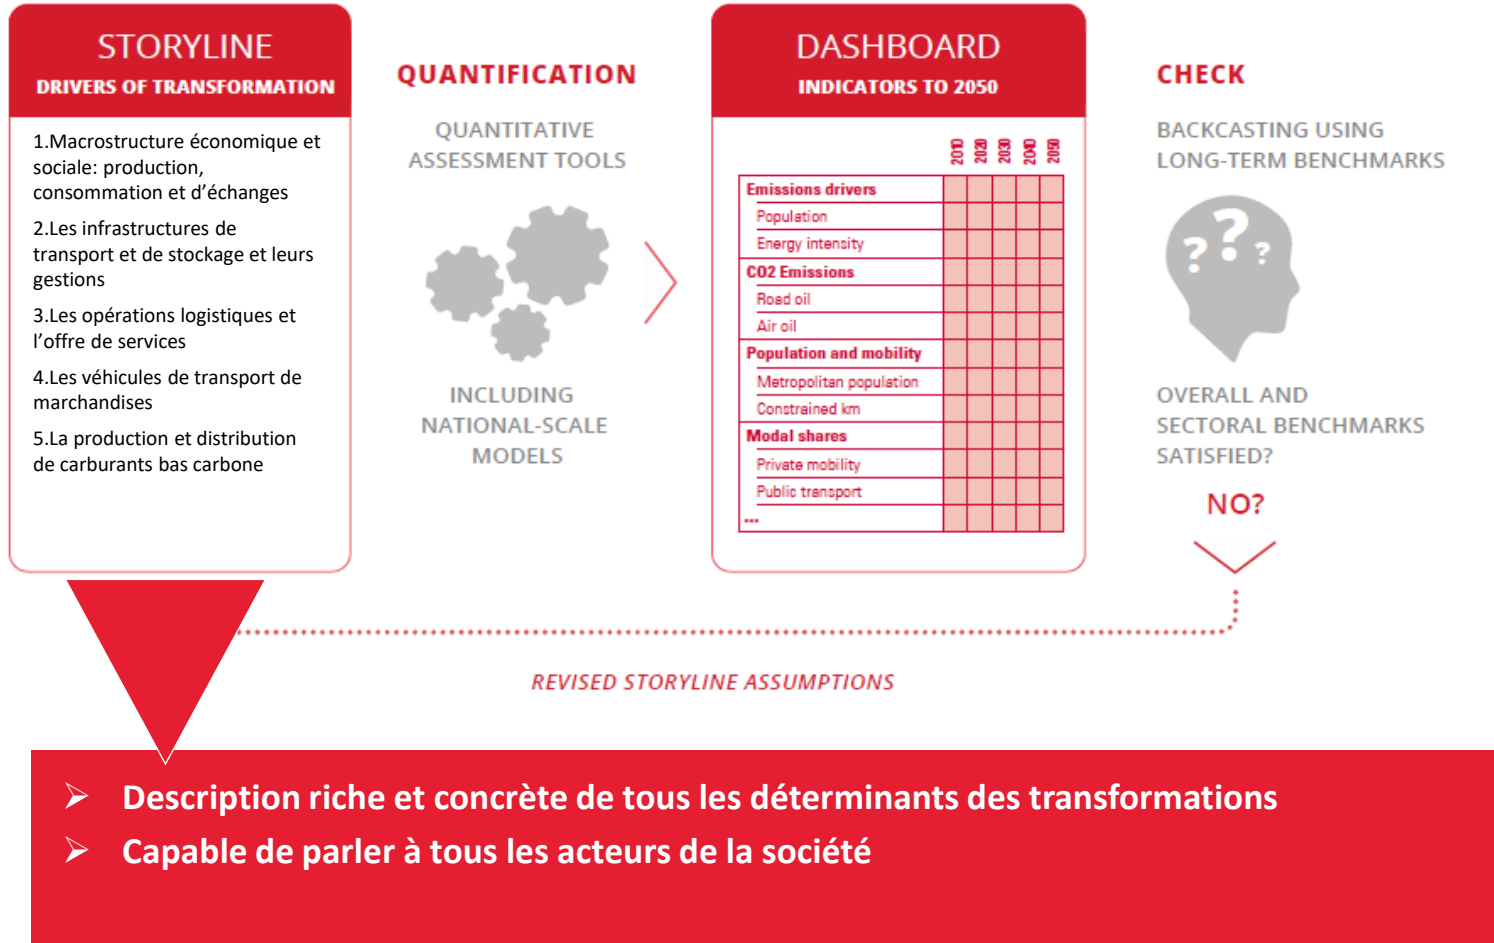 STORYLINE
DRIVERS OF TRANSFORMATION
1.Macrostructure économique et
sociale: production,
consommation et d'échanges
2.Les infrastructures de
transport et de stockage et leurs
gestions
3.Les opérations logistiques et
l'offre de services
4.Les véhicules de transport de
marchandises
5.La production et distribution
de carburants bas carbone
QUANTIFICATION
QUANTITATIVE
ASSESSMENT TOOLS
INCLUDING
NATIONAL-SCALE
MODELS
DASHBOARD
INDICATORS TO 2050
2010 2020 2030 2040 2050
Emissions drivers
Population
Energy intensity
CO2 Emissions
Road oil
Air oil
Population and mobility
Metropolitan population
Constrained km
Modal shares
Private mobility
Public transport
...
CHECK
BACKCASTING USING
LONG-TERM BENCHMARKS
? ? ?
OVERALL AND
SECTORAL BENCHMARKS
SATISFIED?
NO?
REVISED STORYLINE ASSUMPTIONS
➢ Description riche et concrète de tous les déterminants des transformations
➢ Capable de parler à tous les acteurs de la société